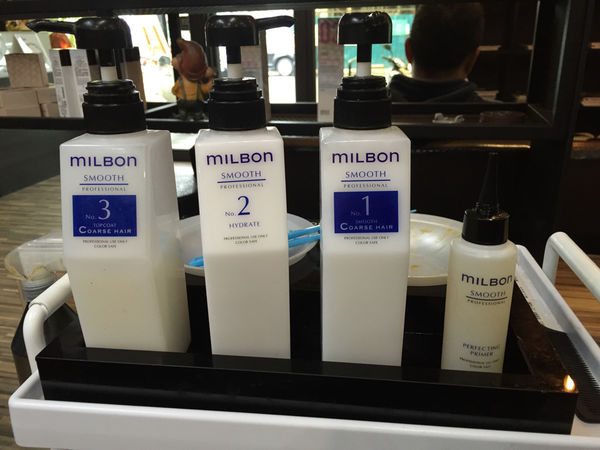 MILBON
SMOOTH
PROFESSIONAL
No. 3
TOPCOAT
COARSE HAIR
PROFESSIONAL USE ONLY
COLOR SAFE
MILBON
SMOOTH
PROFESSIONAL
No. 2
HYDRATE
PROFESSIONAL USE ONLY
COLOR SAFE
MILBON
SMOOTH
PROFESSIONAL
No. 1
SMOOTH
COARSE HAIR
PROFESSIONAL USE ONLY
COLOR SAFE
MILBON
SMOOTH
PROFESSIONAL
PERFECTING
PRIMER
PROFESSIONAL USE ONLY
COLOR SAFE